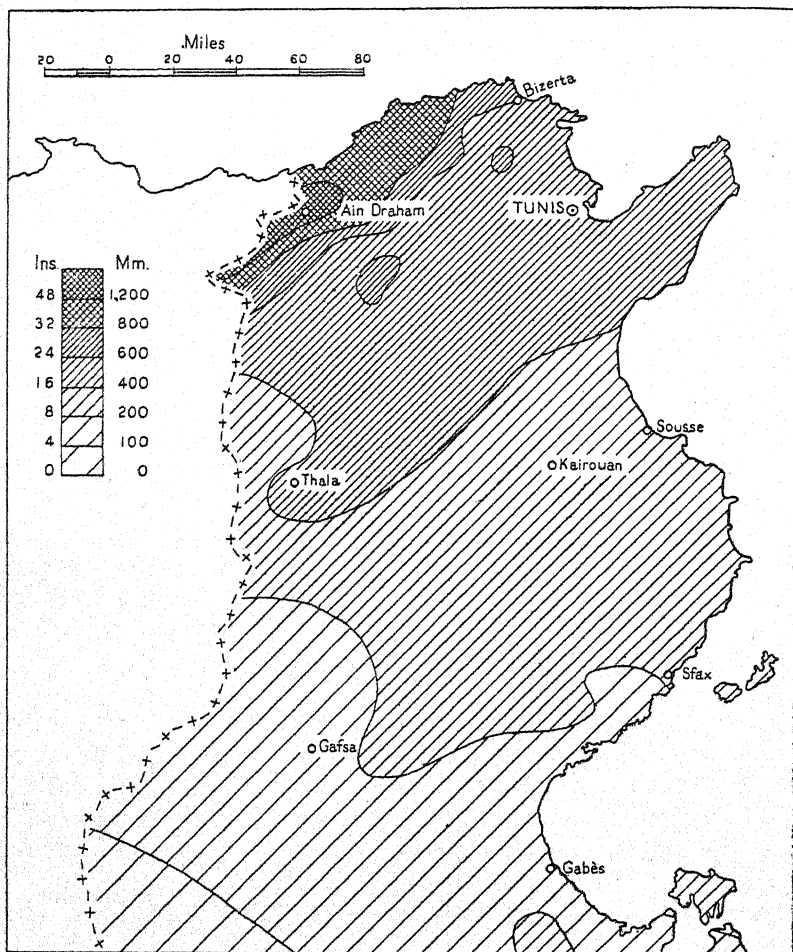 Miles
20 0 20 40 60 80
Bizerta
Ain Draham
TUNIS
Ins. Mm.
48 1,200
32 800
24 600
16 400
8 200
4 100
0 0
Sousse
Kairouan
Thala
Sfax
Gafsa
Gabès